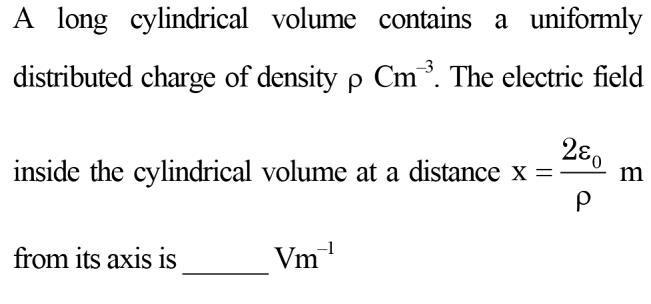 A long cylindrical volume contains a uniformly
distributed charge of density ρ Cm⁻³. The electric field
inside the cylindrical volume at a distance x = 2ε₀/ρ m
from its axis is ______ Vm⁻¹